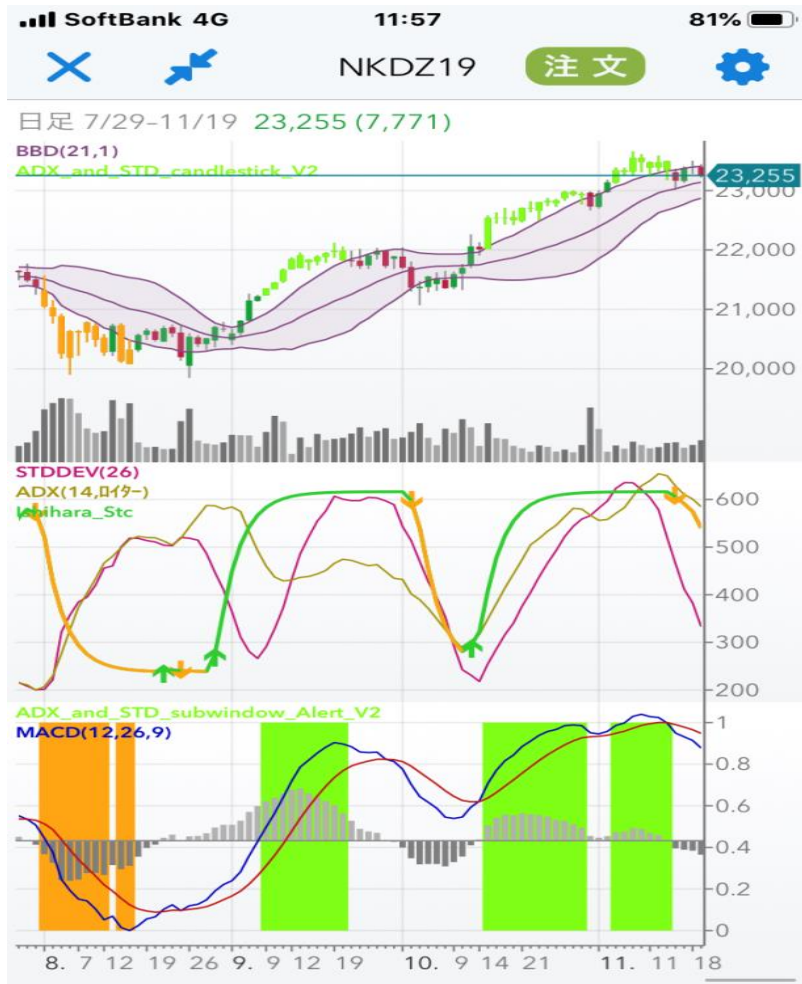 SoftBank 4G 11:57 81%
NKDZ19 注文
日足 7/29-11/19 23,255 (7,771)
BBD(21,1)
ADX_and_STD_candlestick_V2
23,255
23,000
22,000
21,000
20,000
STDDEV(26)
ADX(14,ロイター)
Ishihara_Stc
600
500
400
300
200
ADX_and_STD_subwindow_Alert_V2
MACD(12,26,9)
1
0.8
0.6
0.4
0.2
0
8. 7 12 19 26 9. 9 12 19 10. 9 14 21 11. 11 18